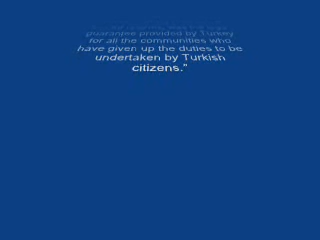 guarantee provided by Turkey
for all the communities who
have given up the duties to be
undertaken by Turkish
citizens."